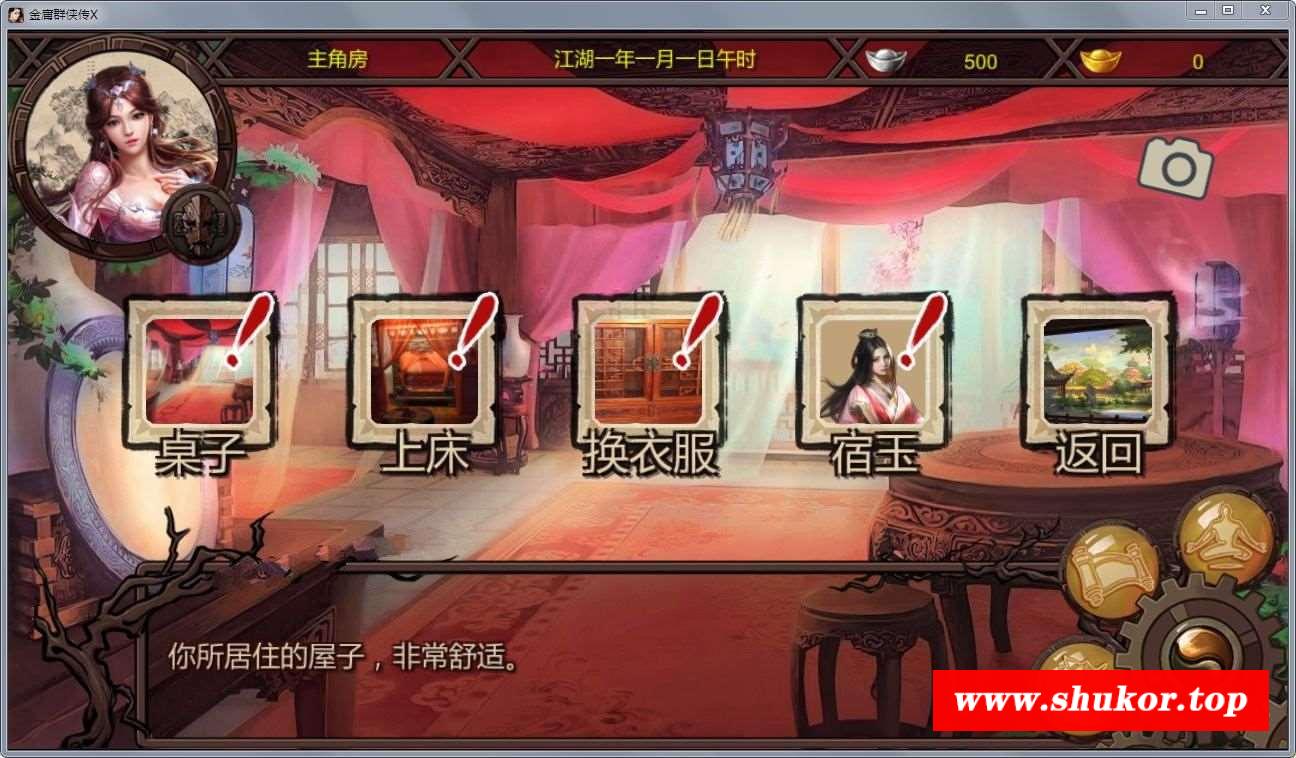 金庸群侠传X
主角房
江湖一年一月一日午时
500
0
桌子
上床
换衣服
宿玉
返回
你所居住的屋子，非常舒适。
www.shukor.top